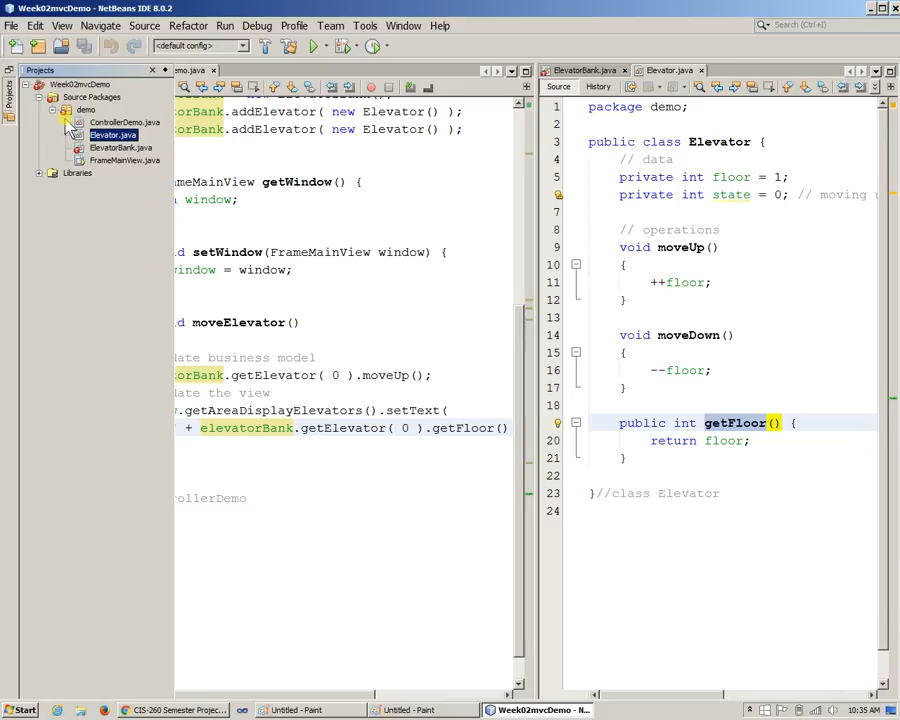 Week02mvcDemo - NetBeans IDE 8.0.2
File Edit View Navigate Source Refactor Run Debug Profile Team Tools Window Help
Search (Ctrl+I)
<default config>
Projects
Projects
Week02mvcDemo
Source Packages
demo
ControllerDemo.java
Elevator.java
ElevatorBank.java
FrameMainView.java
Libraries
emo.java
orBank.addElevator( new Elevator() );
orBank.addElevator( new Elevator() );
ameMainView getWindow() {
n window;
id setWindow(FrameMainView window) {
window = window;
id moveElevator()
date business model
orBank.getElevator( 0 ).moveUp();
date the view
w.getAreaDisplayElevators().setText(
" + elevatorBank.getElevator( 0 ).getFloor()
rollerDemo
ElevatorBank.java Elevator.java
Source History
1 package demo;
2
3 public class Elevator {
4 // data
5 private int floor = 1;
private int state = 0; // moving u
7
8 // operations
9 void moveUp()
10 {
11 ++floor;
12 }
13
14 void moveDown()
15 {
16 --floor;
17 }
18
public int getFloor() {
20 return floor;
21 }
22
23 }//class Elevator
24
Start
CIS-260 Semester Project...
Untitled - Paint
Untitled - Paint
Week02mvcDemo - N...
10:35 AM